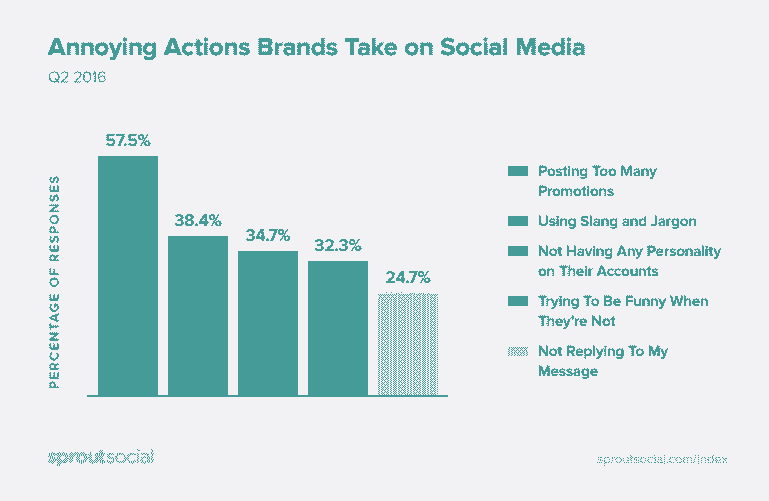 Annoying Actions Brands Take on Social Media
Q2 2016
PERCENTAGE OF RESPONSES
57.5%
38.4%
34.7%
32.3%
24.7%
Posting Too Many
Promotions
Using Slang and Jargon
Not Having Any Personality
on Their Accounts
Trying To Be Funny When
They're Not
Not Replying To My
Message
sproutsocial
sproutsocial.com/index